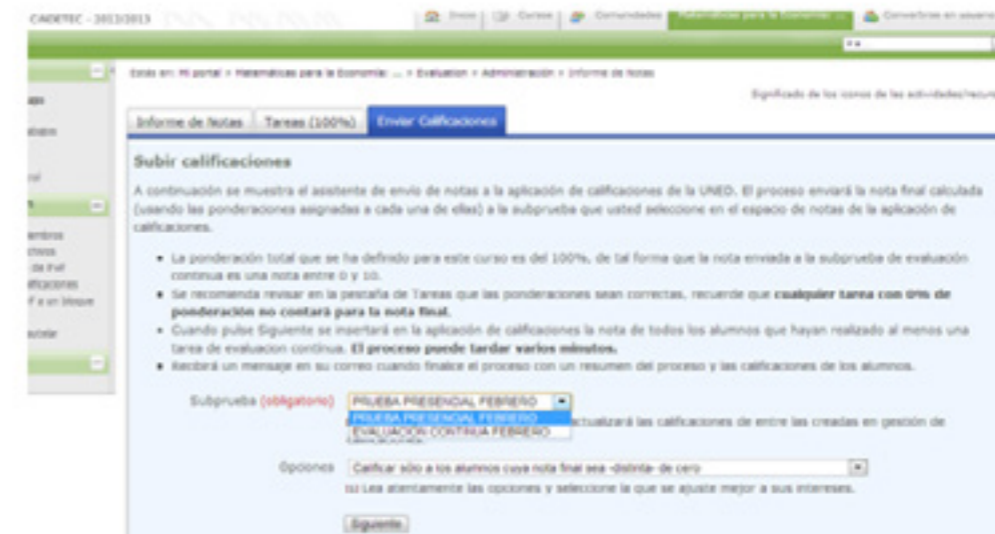 CADETEC - 2012/2013
Inicio Cursos Comunidades Matemáticas para la Economía: ... Convertirse en usuario
Estás en: Mi portal > Matemáticas para la Economía: ... > Evaluation > Administración > Informe de Notas
Significado de los iconos de las actividades/recur
Informe de Notas Tareas (100%) Enviar Calificaciones
Subir calificaciones
A continuación se muestra el asistente de envío de notas a la aplicación de calificaciones de la UNED. El proceso enviará la nota final calculada
(usando las ponderaciones asignadas a cada una de ellas) a la subprueba que usted seleccione en el espacio de notas de la aplicación de
calificaciones.
• La ponderación total que se ha definido para este curso es del 100%, de tal forma que la nota enviada a la subprueba de evaluación
continua es una nota entre 0 y 10.
• Se recomienda revisar en la pestaña de Tareas que las ponderaciones sean correctas, recuerde que cualquier tarea con 0% de
ponderación no contará para la nota final.
• Cuando pulse Siguiente se insertará en la aplicación de calificaciones la nota de todos los alumnos que hayan realizado al menos una
tarea de evaluacion continua. El proceso puede tardar varios minutos.
• Recibirá un mensaje en su correo cuando finalice el proceso con un resumen del proceso y las calificaciones de los alumnos.
Subprueba (obligatorio) PRUEBA PRESENCIAL FEBRERO
PRUEBA PRESENCIAL FEBRERO
EVALUACION CONTINUA FEBRERO
actualizará las calificaciones de entre las creadas en gestión de
Opciones Calificar sólo a los alumnos cuya nota final sea -distinta- de cero
Lea atentamente las opciones y seleccione la que se ajuste mejor a sus intereses.
Siguiente